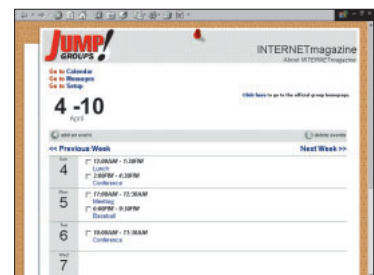 JUMP!
GROUPS
INTERNETmagazine
About INTERNETmagazine
Go to Calendar
Go to Messages
Go to Setup
Click here to go to the official group homepage.
4 -10
April
add an event
delete events
<< Previous Week
Next Week >>
Sun
4
12:00AM - 1:30PM
Lunch
2:00PM - 4:30PM
Conference
Mon
5
11:00AM - 12:30AM
Meeting
6:00PM - 9:30PM
Baseball
Tue
6
10:00AM - 11:30AM
Conference
Wed
7